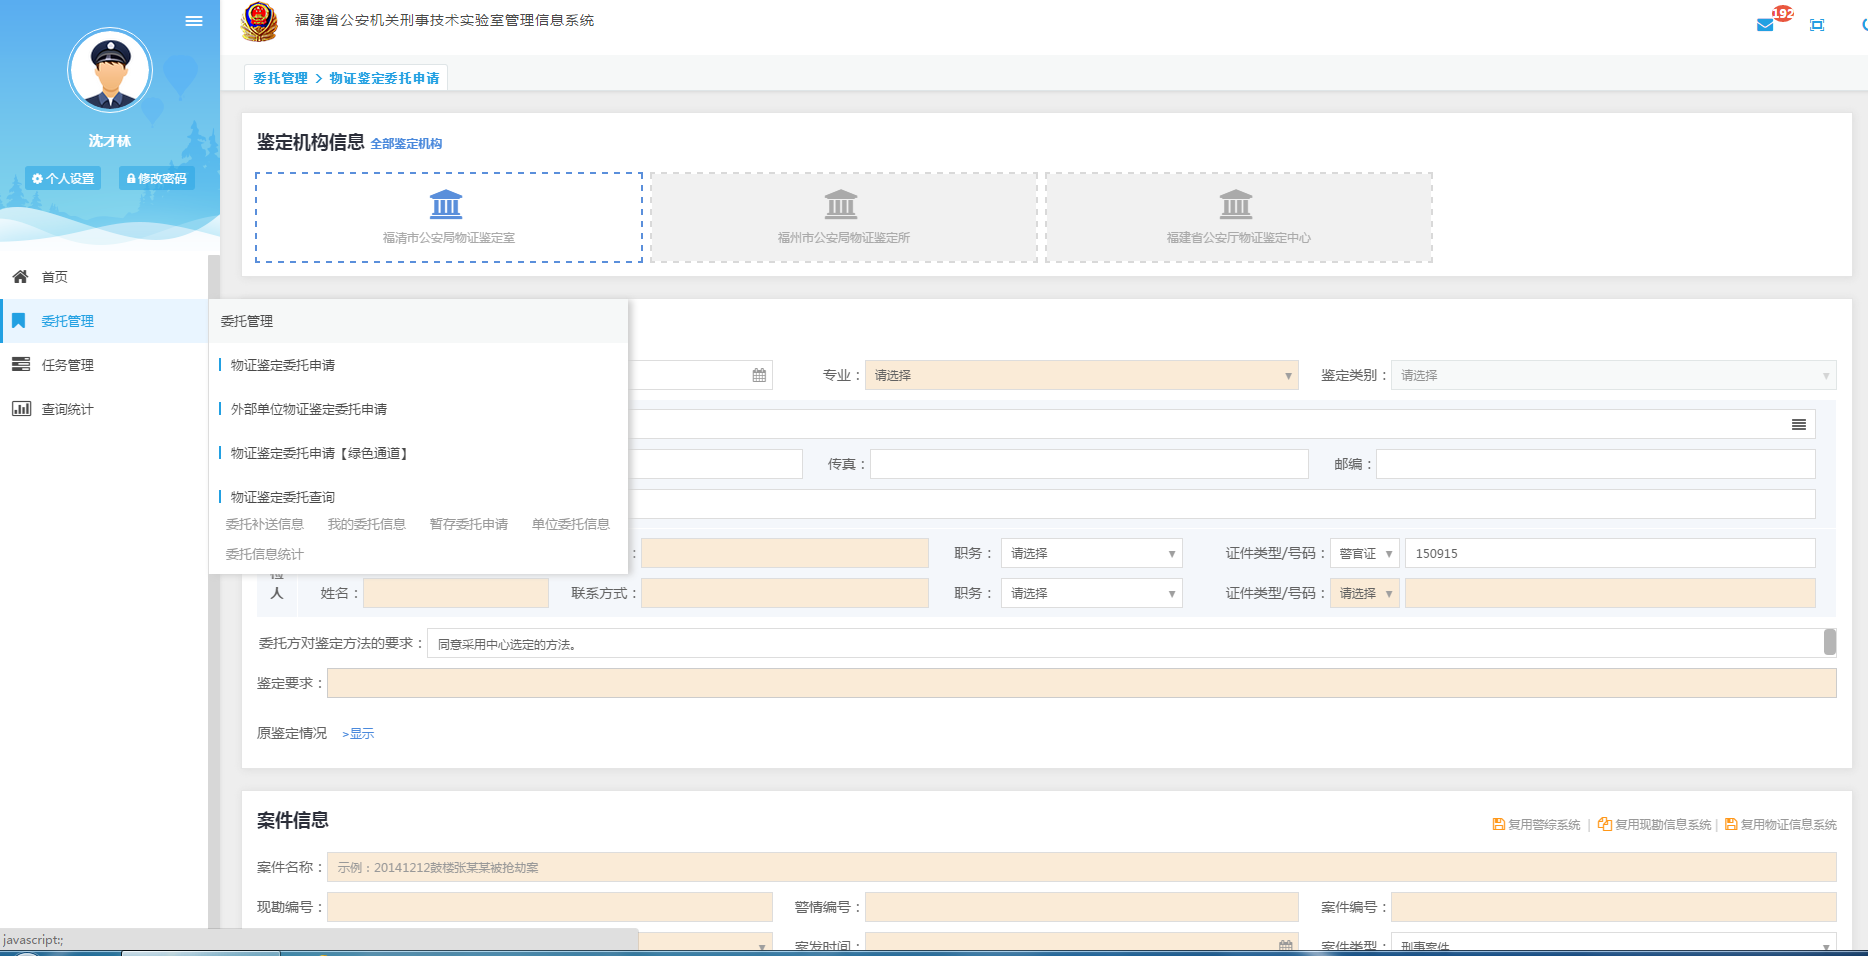 福建省公安机关刑事技术实验室管理信息系统
192
沈才林
个人设置 修改密码
首页
委托管理
任务管理
查询统计
委托管理 > 物证鉴定委托申请
鉴定机构信息 全部鉴定机构
福清市公安局物证鉴定室
福州市公安局物证鉴定所
福建省公安厅物证鉴定中心
委托管理
物证鉴定委托申请
外部单位物证鉴定委托申请
物证鉴定委托申请【绿色通道】
物证鉴定委托查询
委托补送信息 我的委托信息 暂存委托申请 单位委托信息
委托信息统计
专业： 请选择 鉴定类别： 请选择
传真： 邮编：
： 职务： 请选择 证件类型/号码： 警官证 150915
人 姓名： 联系方式： 职务： 请选择 证件类型/号码： 请选择
委托方对鉴定方法的要求： 同意采用中心选定的方法。
鉴定要求：
原鉴定情况 >显示
案件信息 复用警综系统 | 复用现勘信息系统 | 复用物证信息系统
案件名称： 示例：20141212鼓楼张某某被抢劫案
现勘编号： 警情编号： 案件编号：
案发时间： 案件类型： 刑事案件
javascript:;